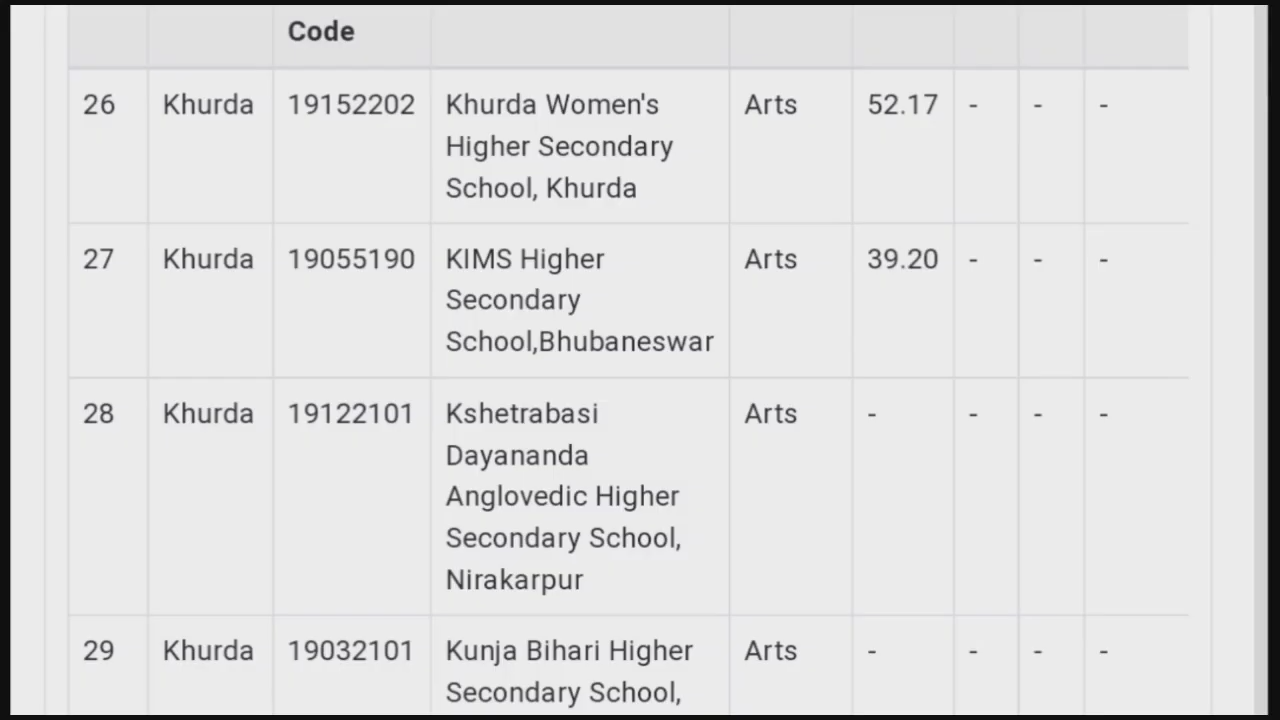 Code
26 Khurda 19152202 Khurda Women's Arts 52.17 - - -
Higher Secondary
School, Khurda
27 Khurda 19055190 KIMS Higher Arts 39.20 - - -
Secondary
School,Bhubaneswar
28 Khurda 19122101 Kshetrabasi Arts - - - -
Dayananda
Anglovedic Higher
Secondary School,
Nirakarpur
29 Khurda 19032101 Kunja Bihari Higher Arts - - - -
Secondary School,